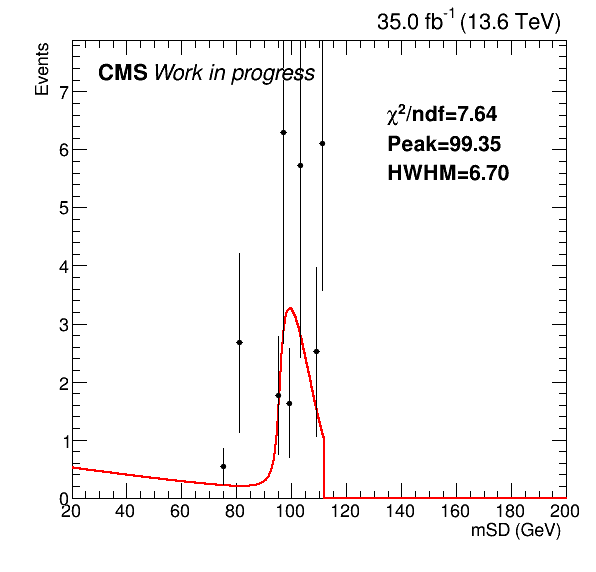 35.0 fb⁻¹ (13.6 TeV)
Events
CMS Work in progress
χ²/ndf=7.64
Peak=99.35
HWHM=6.70
7
6
5
4
3
2
1
0
20 40 60 80 100 120 140 160 180 200
mSD (GeV)